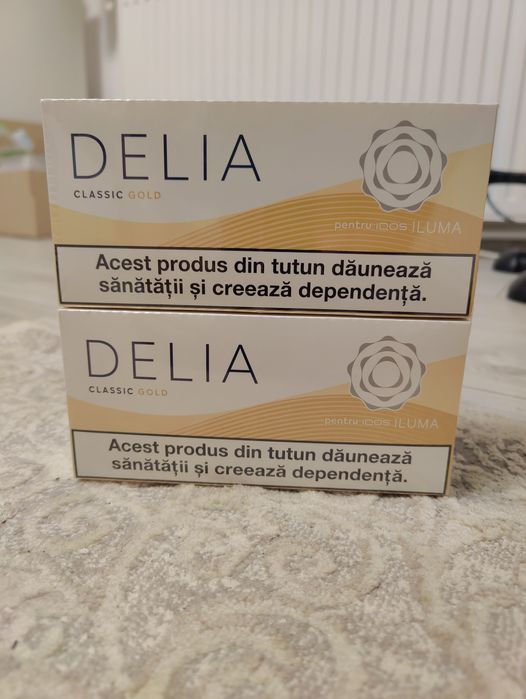 DELIA
CLASSIC GOLD
pentru IQOS ILUMA
Acest produs din tutun dăunează
sănătății și creează dependență.
DELIA
CLASSIC GOLD
pentru IQOS ILUMA
Acest produs din tutun dăunează
sănătății și creează dependență.